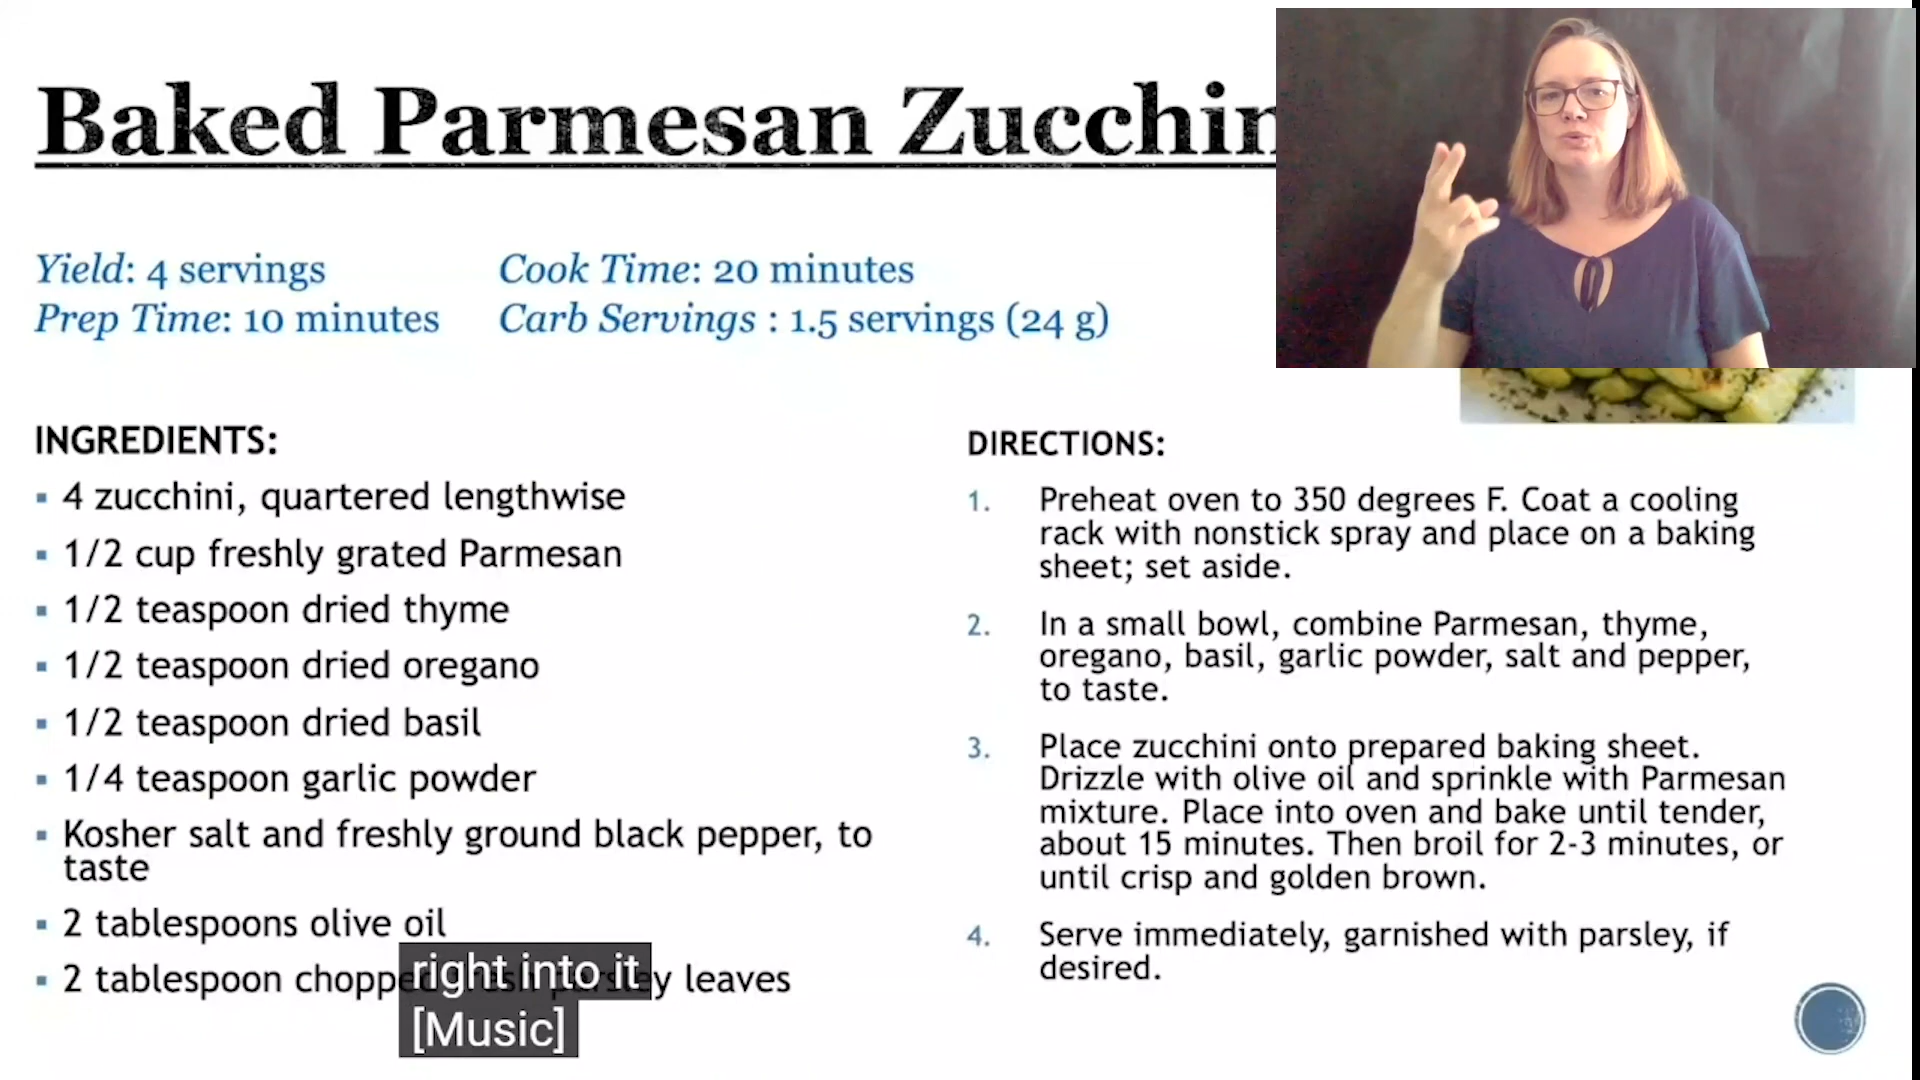 Baked Parmesan Zucchin
Yield: 4 servings
Cook Time: 20 minutes
Prep Time: 10 minutes
Carb Servings : 1.5 servings (24 g)
INGREDIENTS:
4 zucchini, quartered lengthwise
1/2 cup freshly grated Parmesan
1/2 teaspoon dried thyme
1/2 teaspoon dried oregano
1/2 teaspoon dried basil
1/4 teaspoon garlic powder
Kosher salt and freshly ground black pepper, to
taste
2 tablespoons olive oil
2 tablespoon chopped fresh parsley leaves
DIRECTIONS:
1. Preheat oven to 350 degrees F. Coat a cooling
rack with nonstick spray and place on a baking
sheet; set aside.
2. In a small bowl, combine Parmesan, thyme,
oregano, basil, garlic powder, salt and pepper,
to taste.
3. Place zucchini onto prepared baking sheet.
Drizzle with olive oil and sprinkle with Parmesan
mixture. Place into oven and bake until tender,
about 15 minutes. Then broil for 2-3 minutes, or
until crisp and golden brown.
4. Serve immediately, garnished with parsley, if
desired.
right into it
[Music]